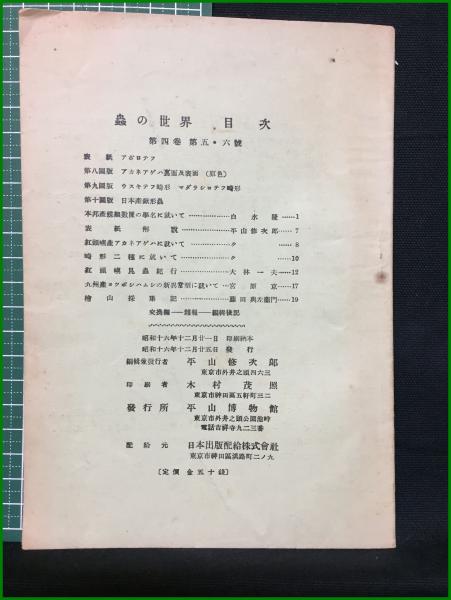 蟲の世界 目次
第四卷 第五・六號
表紙 アポロテフ
第八圖版 アカネアゲハ裏面及表面 (原色)
第九圖版 ウスキテフ畸形 マダラシロテフ畸形
第十圖版 日本產鍬形蟲
本邦產蝶類數種の學名に就いて 白水隆 1
表紙解說 平山修次郎 7
紅頭嶼產アカネアゲハに就いて 〃 8
畸形二種に就いて 〃 10
紅頭嶼昆蟲紀行 大林一夫 12
九州產ヨツボシハムシの新異常型に就いて 宮原京 17
檜山採集記 藤田與左衞門 19
交換欄——雜報——編輯後記
昭和十六年十二月廿一日 印刷納本
昭和十六年十二月廿五日 發行
編輯兼發行者 平山修次郎
東京市外井之頭四六三
印刷者 木村茂照
東京市神田區五軒町三二
發行所 平山博物館
東京市外井之頭公園池畔
電話吉祥寺九二三番
配給元 日本出版配給株式會社
東京市神田區淡路町二ノ九
〔定價 金五十錢〕